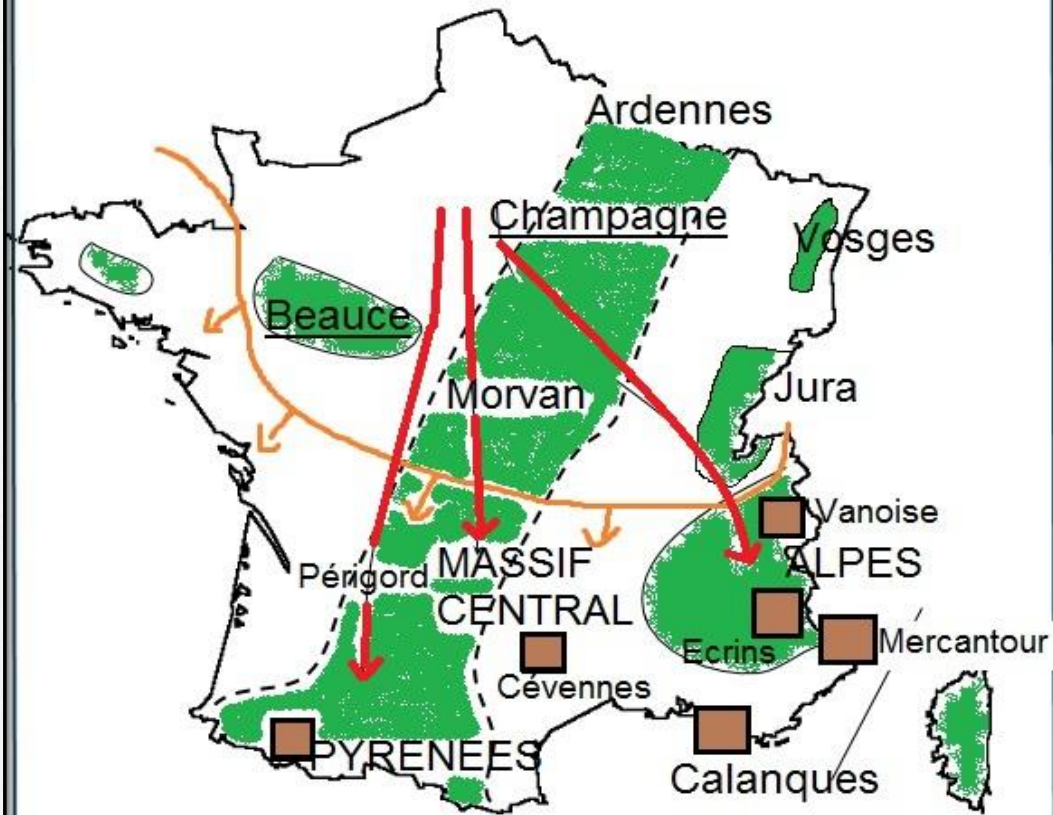 Ardennes
Champagne
Vosges
Beauce
Jura
Morvan
Vanoise
Périgord
MASSIF
CENTRAL
ALPES
Ecrins
Mercantour
Cévennes
PYRENEES
Calanques